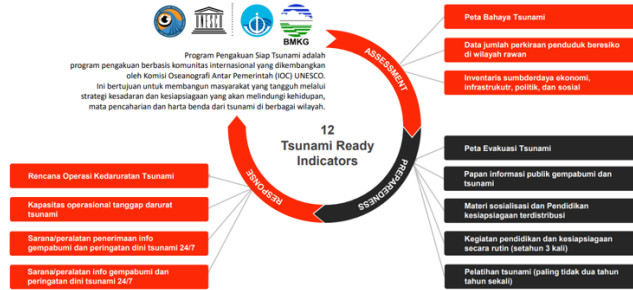 BMKG
Program Pengakuan Siap Tsunami adalah
program pengakuan berbasis komunitas internasional yang dikembangkan
oleh Komisi Oseanografi Antar Pemerintah (IOC) UNESCO.
Ini bertujuan untuk membangun masyarakat yang tangguh melalui
strategi kesadaran dan kesiapsiagaan yang akan melindungi kehidupan,
mata pencaharian dan harta benda dari tsunami di berbagai wilayah.
12
Tsunami Ready
Indicators
ASSESSMENT
Peta Bahaya Tsunami
Data jumlah perkiraan penduduk beresiko
di wilayah rawan
Inventaris sumbderdaya ekonomi,
infrastrukutr, politik, dan sosial
PREPAREDNESS
Peta Evakuasi Tsunami
Papan informasi publik gempabumi dan
tsunami
Materi sosialisasi dan Pendidikan
kesiapsiagaan terdistribusi
Kegiatan pendidikan dan kesiapsiagaan
secara rutin (setahun 3 kali)
Pelatihan tsunami (paling tidak dua tahun
tahun sekali)
RESPONSE
Rencana Operasi Kedaruratan Tsunami
Kapasitas operasional tanggap darurat
tsunami
Sarana/peralatan penerimaan info
gempabumi dan peringatan dini tsunami 24/7
Sarana/peralatan info gempabumi dan
peringatan dini tsunami 24/7